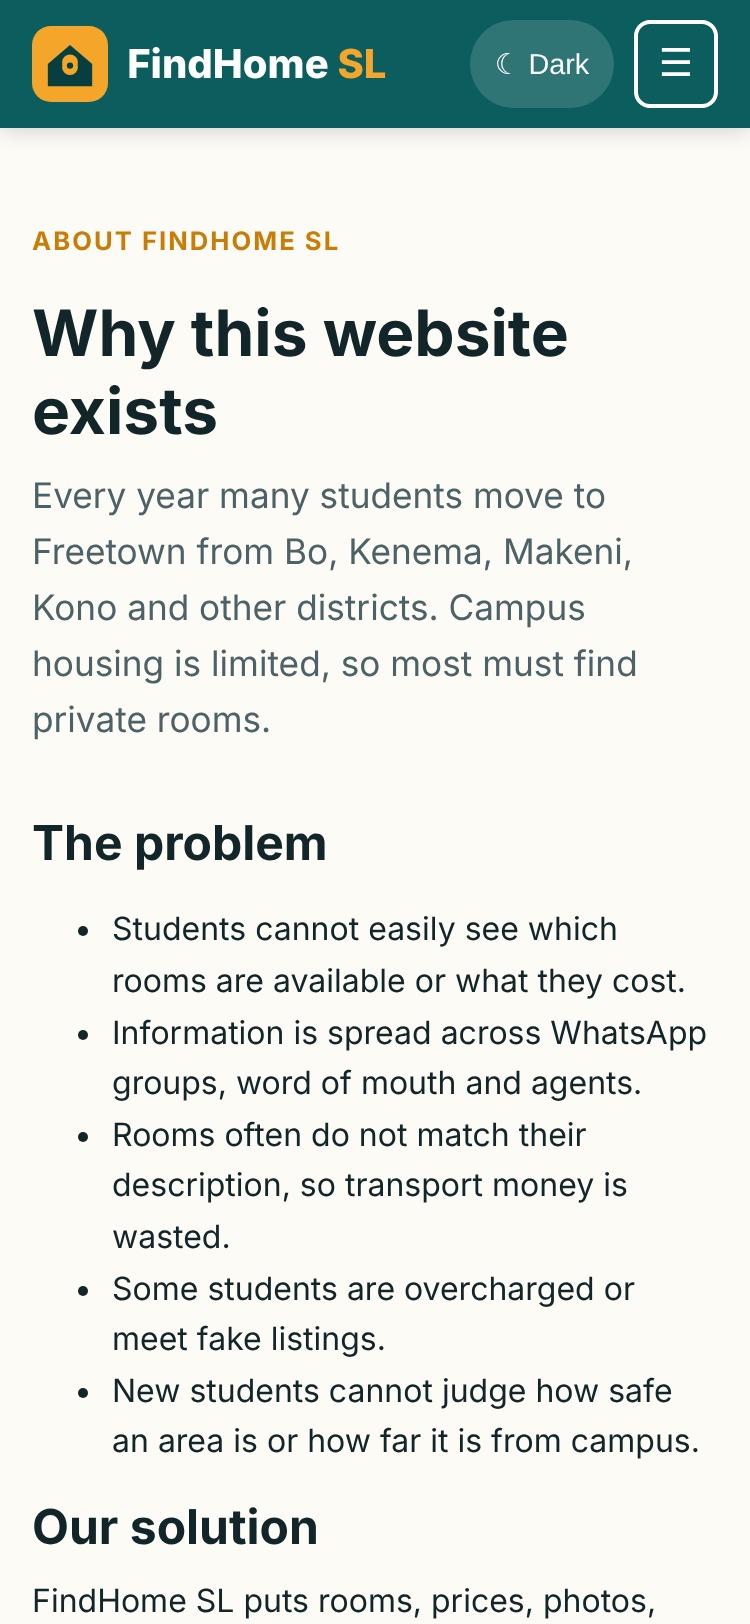 FindHome SL
☾ Dark
☰
ABOUT FINDHOME SL
Why this website
exists
Every year many students move to
Freetown from Bo, Kenema, Makeni,
Kono and other districts. Campus
housing is limited, so most must find
private rooms.
The problem
• Students cannot easily see which
rooms are available or what they cost.
• Information is spread across WhatsApp
groups, word of mouth and agents.
• Rooms often do not match their
description, so transport money is
wasted.
• Some students are overcharged or
meet fake listings.
• New students cannot judge how safe
an area is or how far it is from campus.
Our solution
FindHome SL puts rooms, prices, photos,